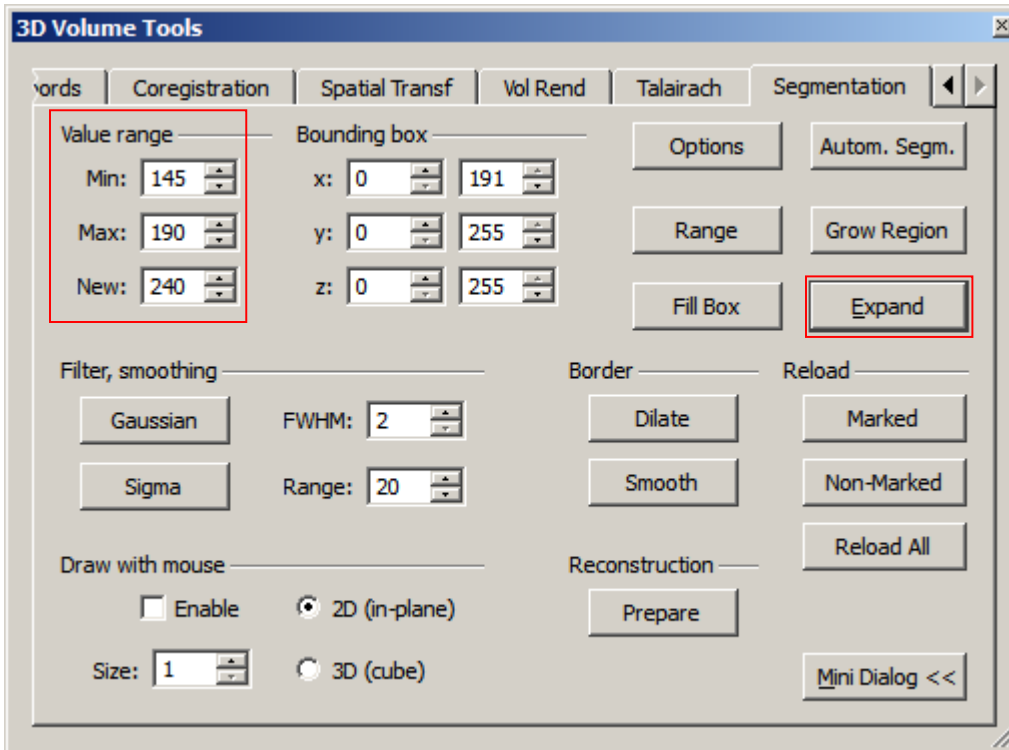 3D Volume Tools
ords Coregistration Spatial Transf Vol Rend Talairach Segmentation
Value range Bounding box Options Autom. Segm.
Min: 145 x: 0 191
Max: 190 y: 0 255 Range Grow Region
New: 240 z: 0 255 Fill Box Expand
Filter, smoothing Border Reload
Gaussian FWHM: 2 Dilate Marked
Sigma Range: 20 Smooth Non-Marked
Reload All
Draw with mouse Reconstruction
Enable 2D (in-plane) Prepare
Size: 1 3D (cube) Mini Dialog <<